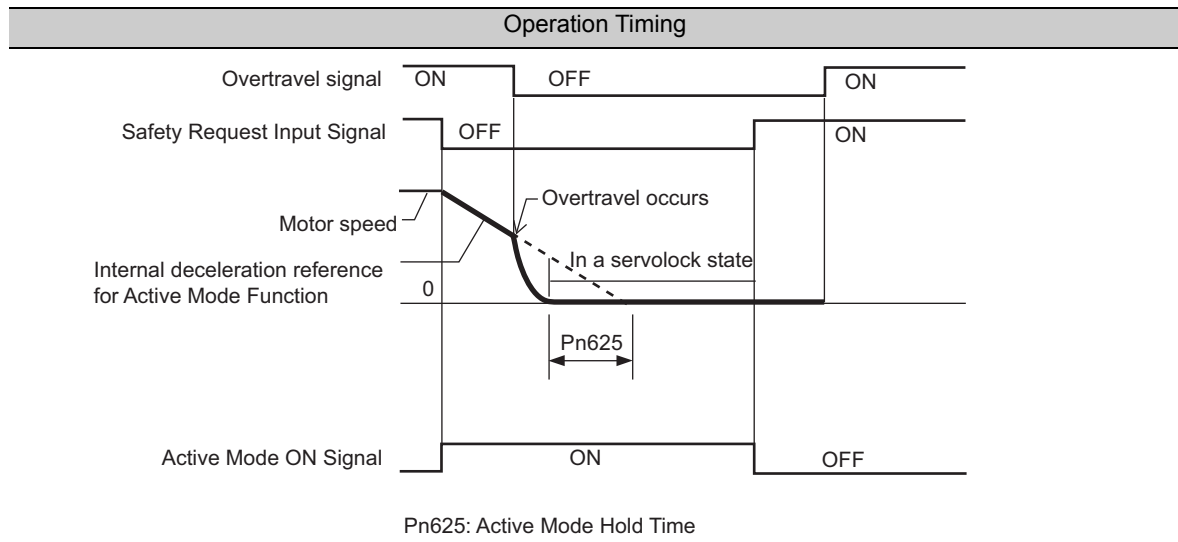 Operation Timing
Overtravel signal ON OFF ON
Safety Request Input Signal OFF ON
Overtravel occurs
Motor speed
In a servolock state
Internal deceleration reference
for Active Mode Function
0
Pn625
Active Mode ON Signal ON OFF
Pn625: Active Mode Hold Time